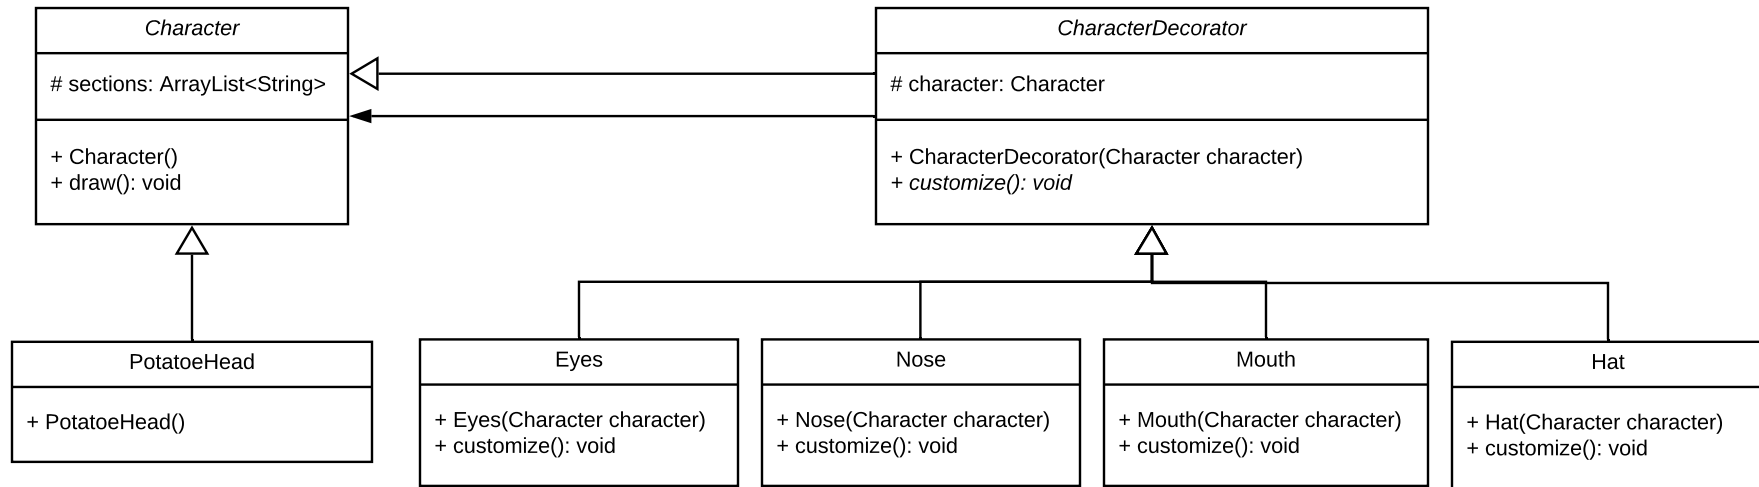 Character
# sections: ArrayList<String>
+ Character()
+ draw(): void
CharacterDecorator
# character: Character
+ CharacterDecorator(Character character)
+ customize(): void
PotatoeHead
+ PotatoeHead()
Eyes
+ Eyes(Character character)
+ customize(): void
Nose
+ Nose(Character character)
+ customize(): void
Mouth
+ Mouth(Character character)
+ customize(): void
Hat
+ Hat(Character character)
+ customize(): void